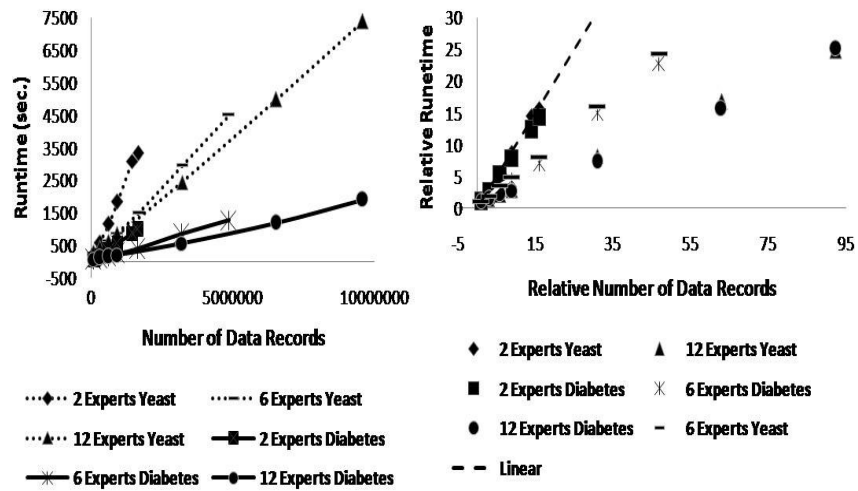 7500
6500
5500
4500
3500
2500
1500
500
-500
0
5000000
10000000
Runtime (sec.)
Number of Data Records
2 Experts Yeast
6 Experts Yeast
12 Experts Yeast
2 Experts Diabetes
6 Experts Diabetes
12 Experts Diabetes
30
25
20
15
10
5
0
-5
15
35
55
75
95
Relative Runetime
Relative Number of Data Records
2 Experts Yeast
12 Experts Yeast
2 Experts Diabetes
6 Experts Diabetes
12 Experts Diabetes
6 Experts Yeast
Linear